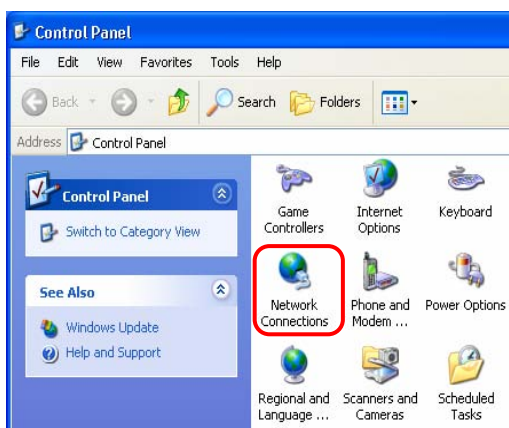 Control Panel
File Edit View Favorites Tools Help
Back Search Folders
Address Control Panel
Control Panel
Switch to Category View
See Also
Windows Update
Help and Support
Game Controllers
Internet Options
Keyboard
Network Connections
Phone and Modem ...
Power Options
Regional and Language ...
Scanners and Cameras
Scheduled Tasks